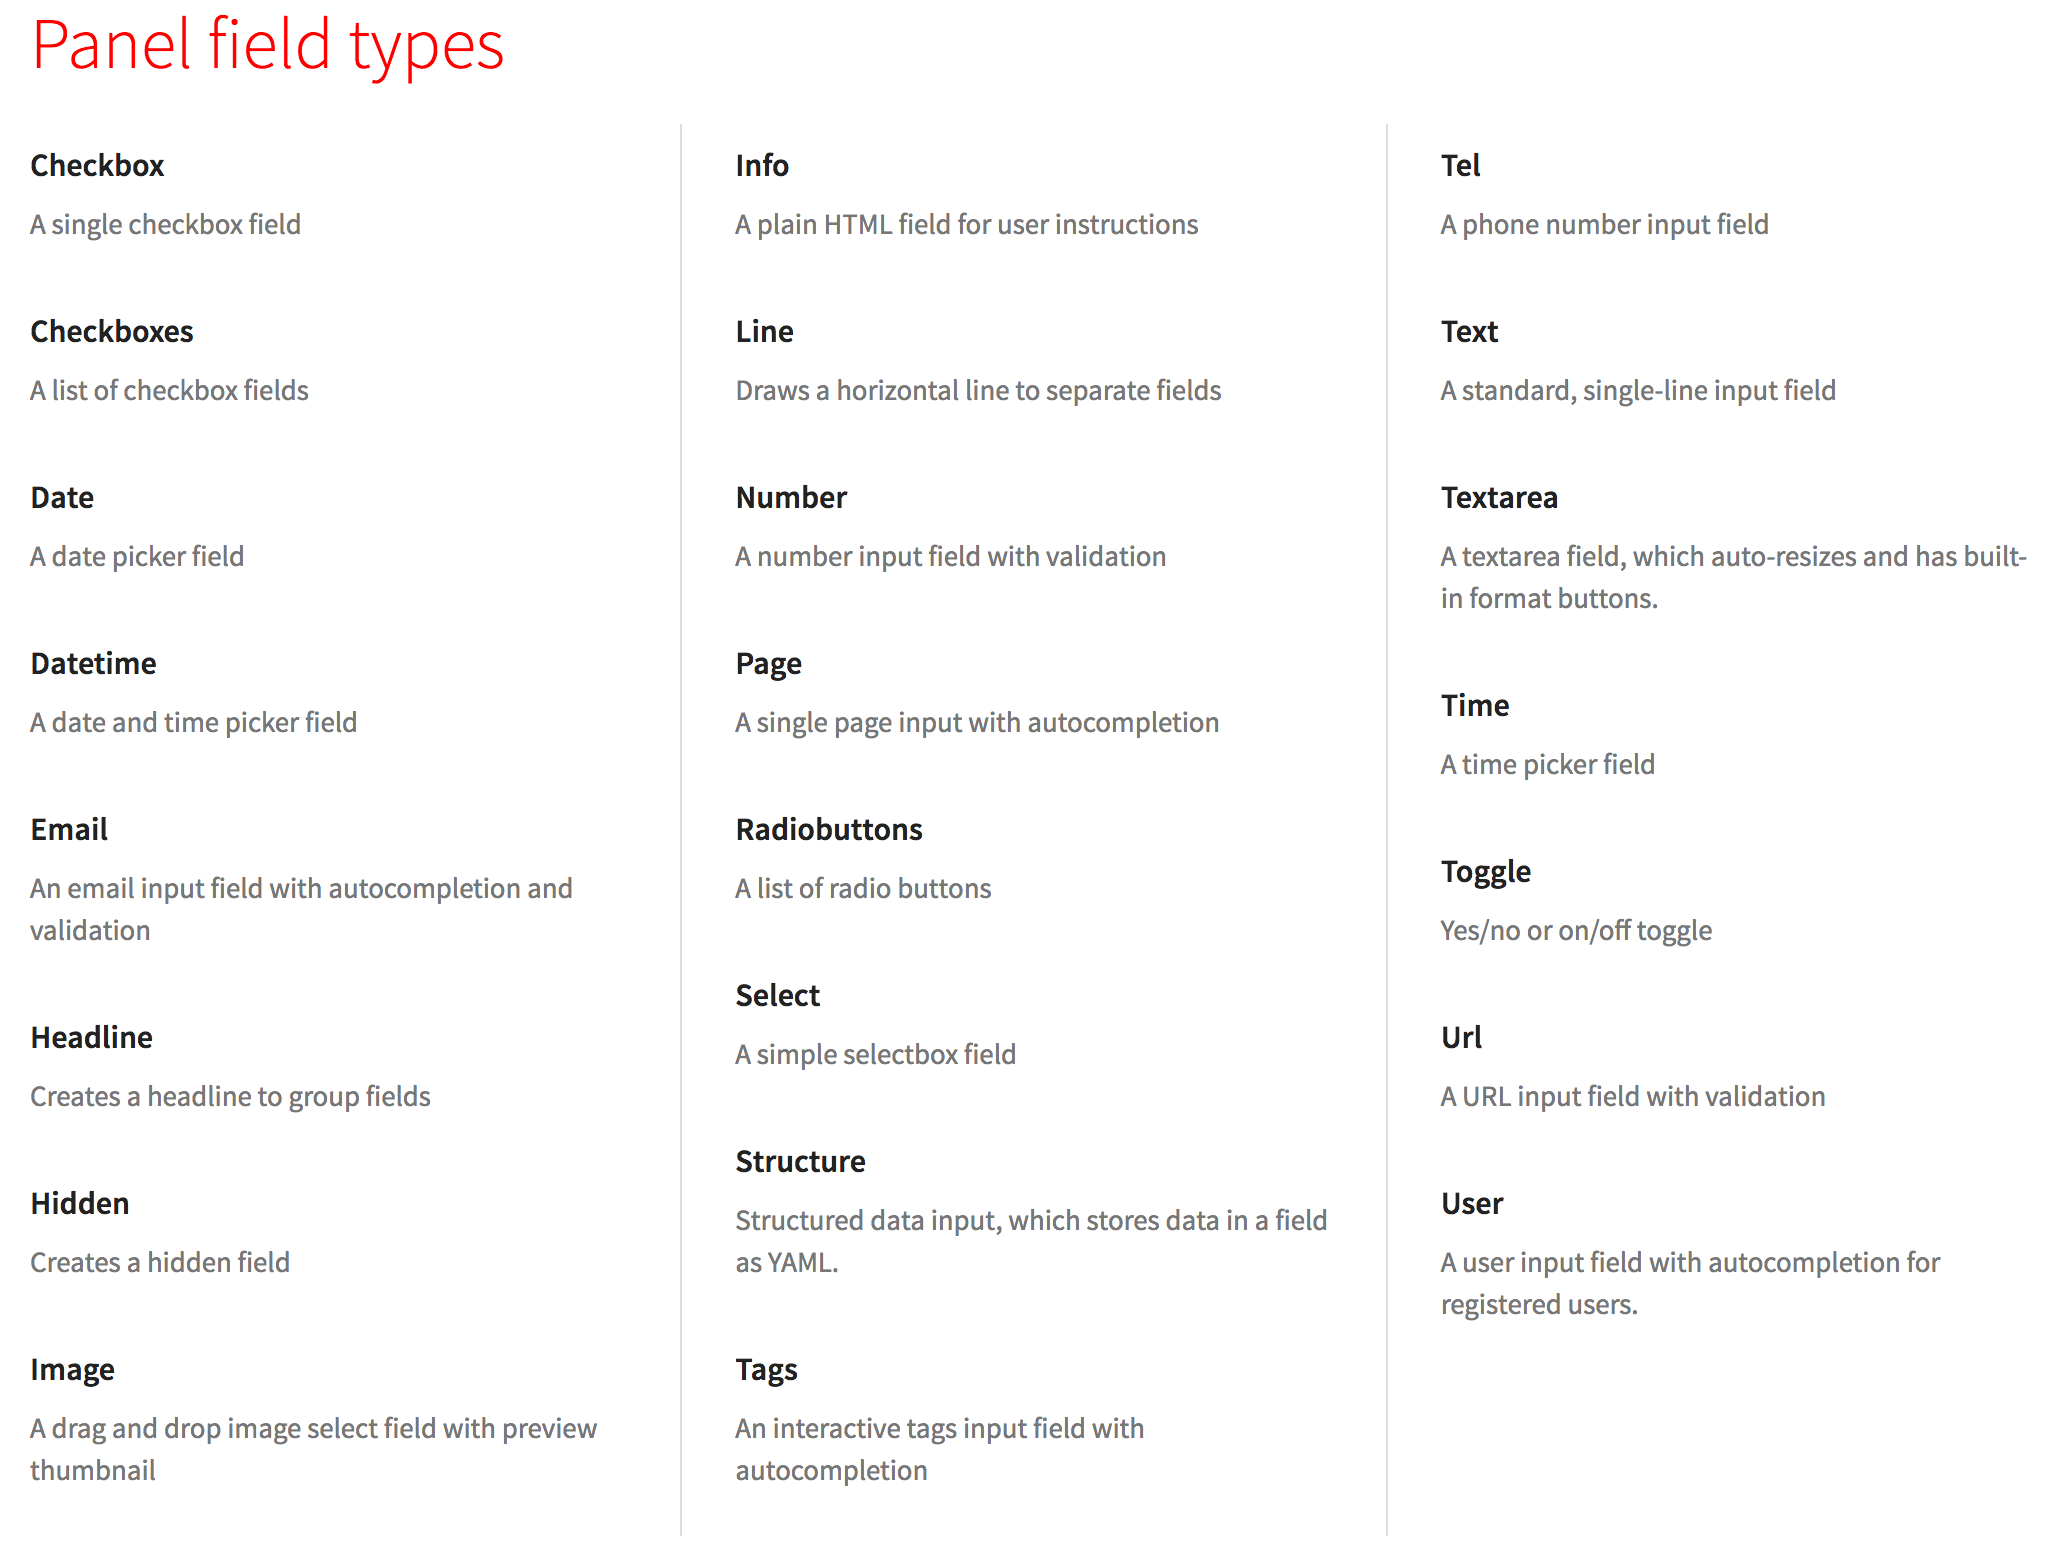 Panel field types
Checkbox
A single checkbox field
Checkboxes
A list of checkbox fields
Date
A date picker field
Datetime
A date and time picker field
Email
An email input field with autocompletion and
validation
Headline
Creates a headline to group fields
Hidden
Creates a hidden field
Image
A drag and drop image select field with preview
thumbnail
Info
A plain HTML field for user instructions
Line
Draws a horizontal line to separate fields
Number
A number input field with validation
Page
A single page input with autocompletion
Radiobuttons
A list of radio buttons
Select
A simple selectbox field
Structure
Structured data input, which stores data in a field
as YAML.
Tags
An interactive tags input field with
autocompletion
Tel
A phone number input field
Text
A standard, single-line input field
Textarea
A textarea field, which auto-resizes and has built-
in format buttons.
Time
A time picker field
Toggle
Yes/no or on/off toggle
Url
A URL input field with validation
User
A user input field with autocompletion for
registered users.